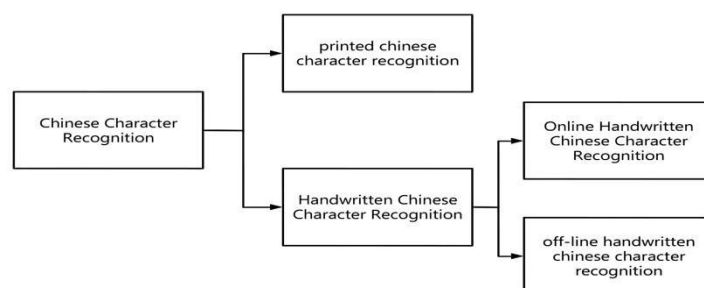 printed chinese
character recognition
Chinese Character
Recognition
Online Handwritten
Chinese Character
Recognition
Handwritten Chinese
Character Recognition
off-line handwritten
chinese character
recognition